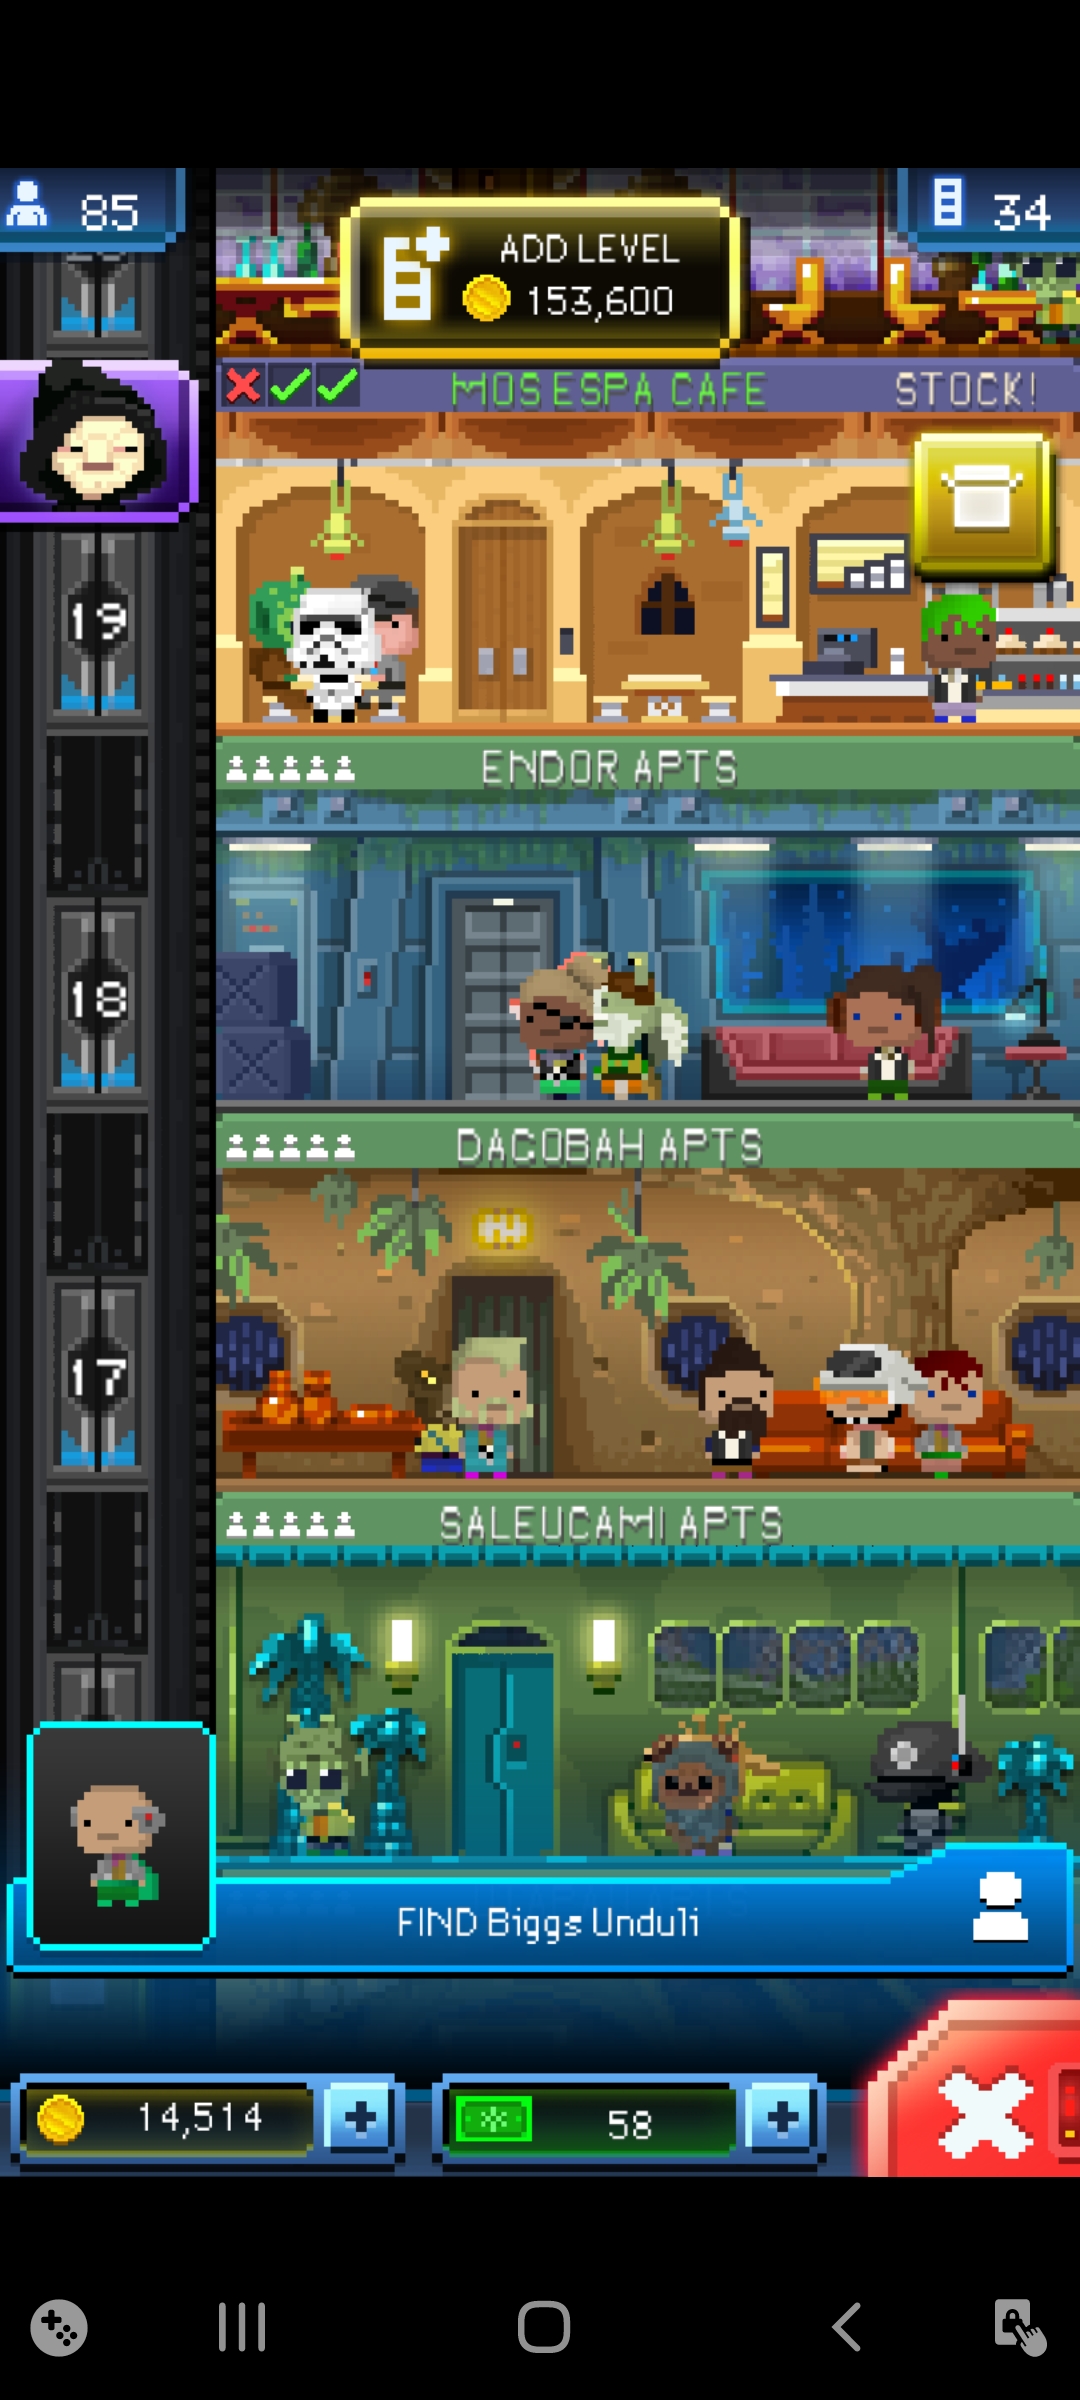 85
34
ADD LEVEL
153,600
MOS ESPA CAFE
STOCK!
19
ENDOR APTS
18
DAGOBAH APTS
17
SALEUCAMI APTS
FIND Biggs Unduli
14,514
58